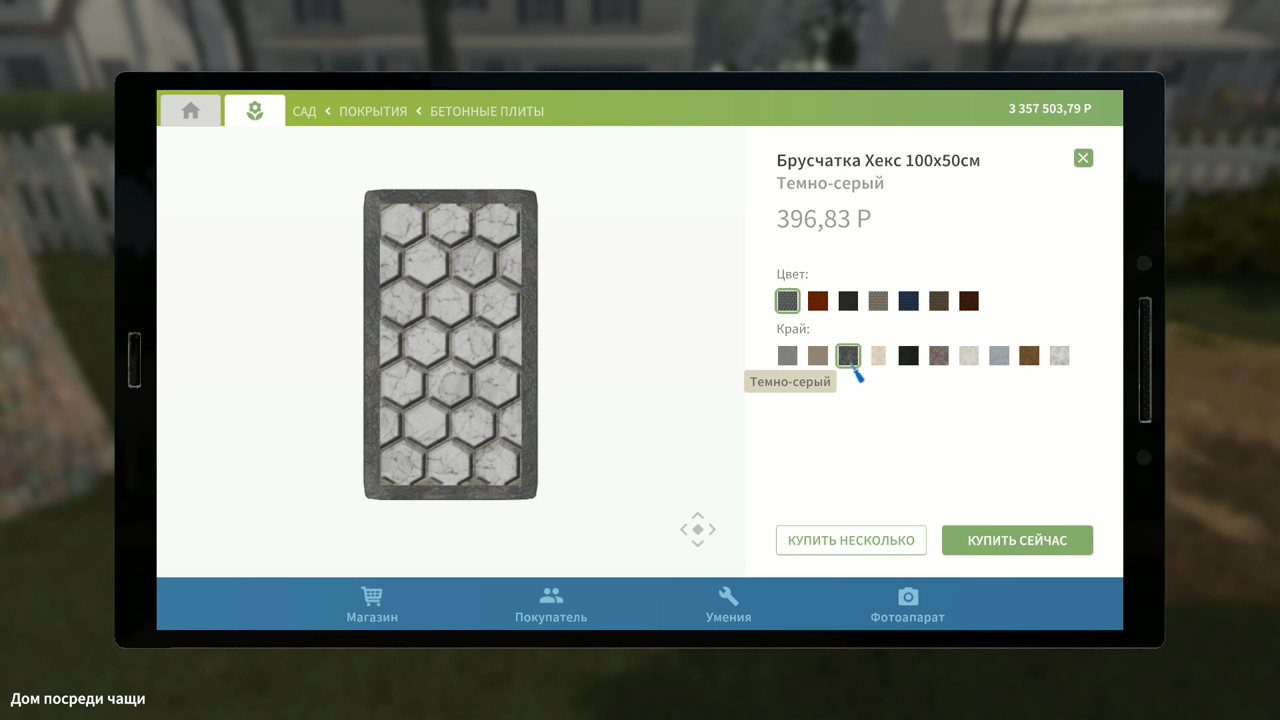 САД < ПОКРЫТИЯ < БЕТОННЫЕ ПЛИТЫ
3 357 503,79 Р
Брусчатка Хекс 100x50см
Темно-серый
396,83 Р
Цвет:
Край:
Темно-серый
КУПИТЬ НЕСКОЛЬКО
КУПИТЬ СЕЙЧАС
Магазин
Покупатель
Умения
Фотоаппарат
Дом посреди чащи